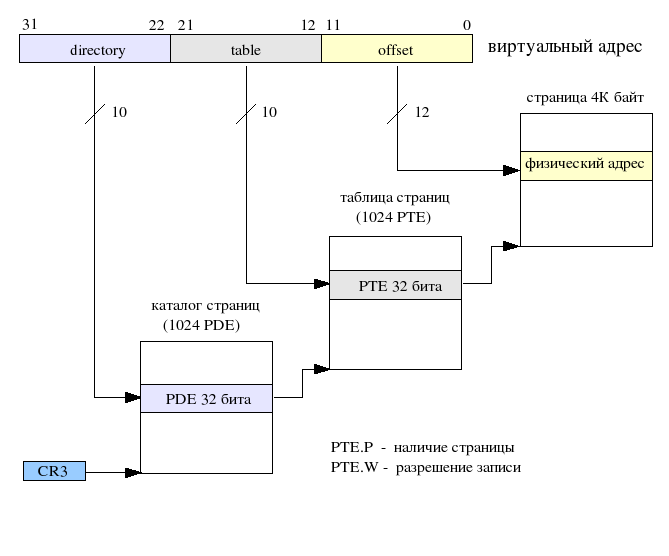 31 22 21 12 11 0
directory table offset виртуальный адрес
страница 4К байт
10 10 12
физический адрес
таблица страниц
(1024 PTE)
PTE 32 бита
каталог страниц
(1024 PDE)
PDE 32 бита
PTE.P - наличие страницы
PTE.W - разрешение записи
CR3